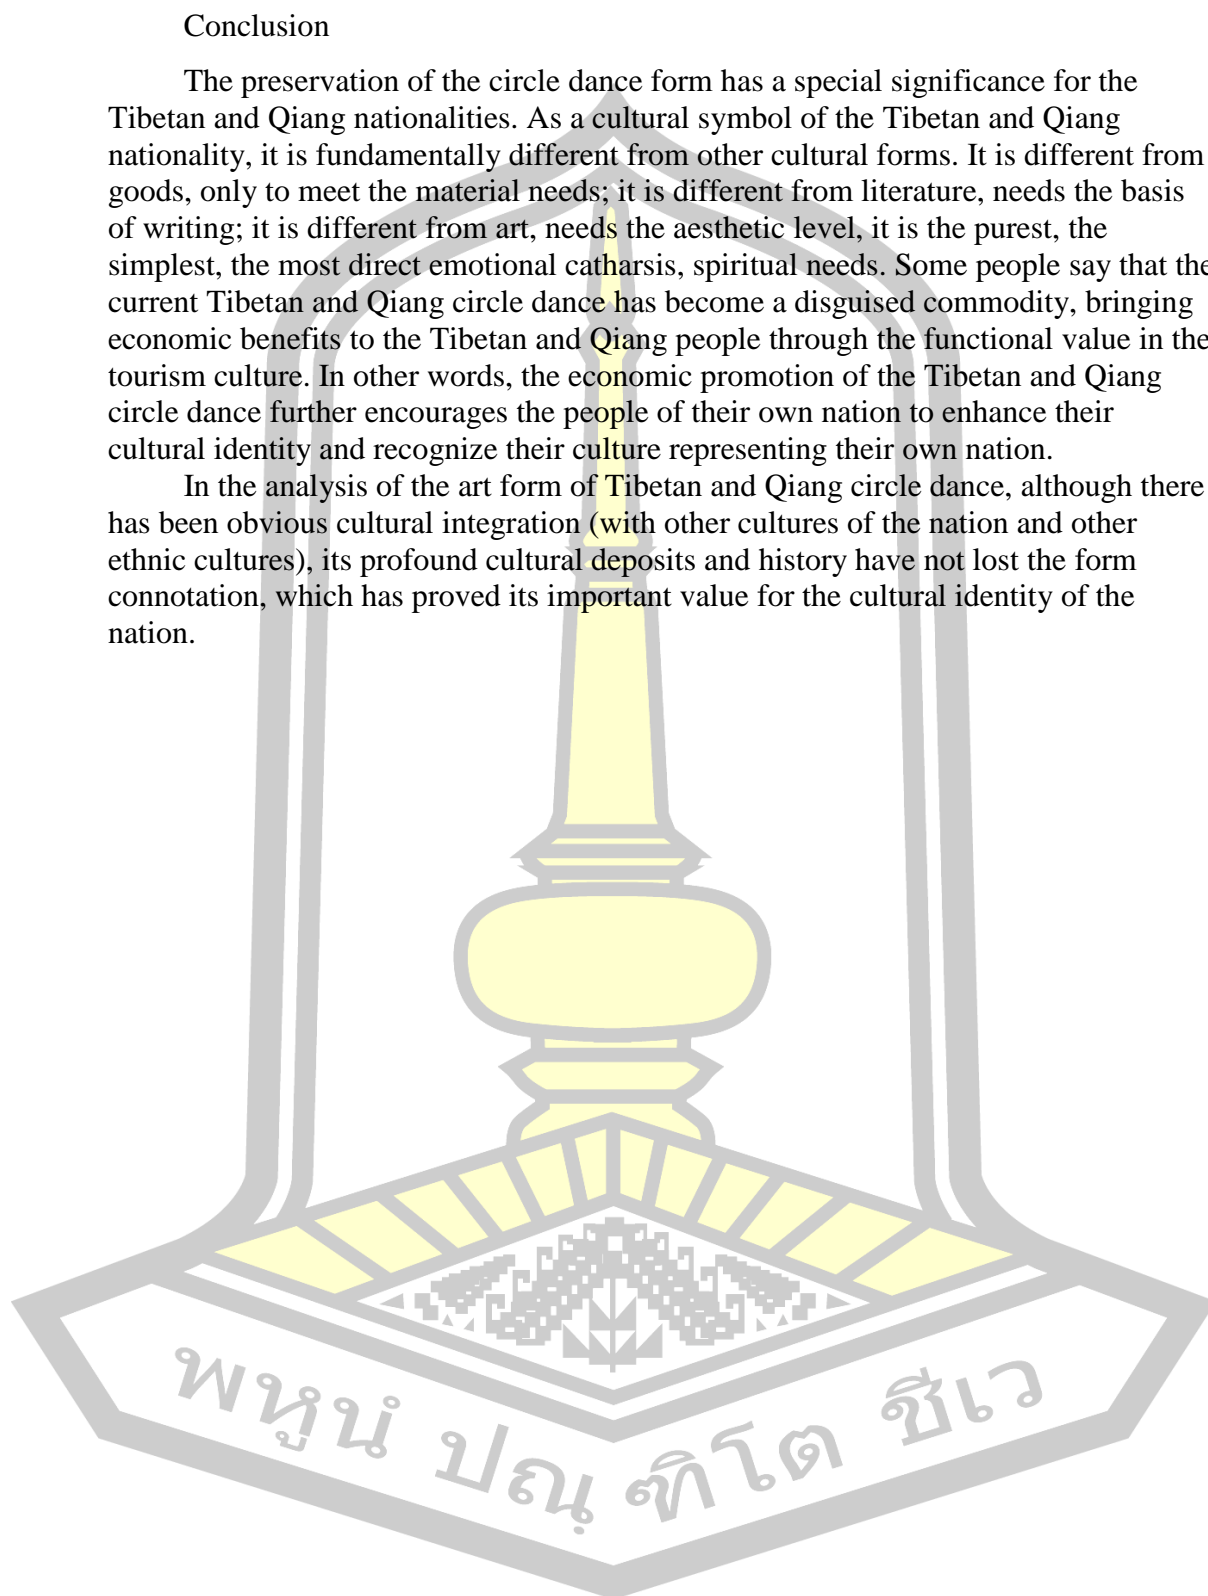 Conclusion
The preservation of the circle dance form has a special significance for the
Tibetan and Qiang nationalities. As a cultural symbol of the Tibetan and Qiang
nationality, it is fundamentally different from other cultural forms. It is different from
goods, only to meet the material needs; it is different from literature, needs the basis
of writing; it is different from art, needs the aesthetic level, it is the purest, the
simplest, the most direct emotional catharsis, spiritual needs. Some people say that the
current Tibetan and Qiang circle dance has become a disguised commodity, bringing
economic benefits to the Tibetan and Qiang people through the functional value in the
tourism culture. In other words, the economic promotion of the Tibetan and Qiang
circle dance further encourages the people of their own nation to enhance their
cultural identity and recognize their culture representing their own nation.
In the analysis of the art form of Tibetan and Qiang circle dance, although there
has been obvious cultural integration (with other cultures of the nation and other
ethnic cultures), its profound cultural deposits and history have not lost the form
connotation, which has proved its important value for the cultural identity of the
nation.
พหูนํ ปณฺ ฑิโต ชีเว